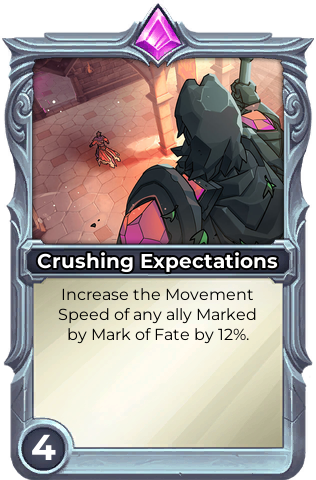 Crushing Expectations
Increase the Movement
Speed of any ally Marked
by Mark of Fate by 12%.
4